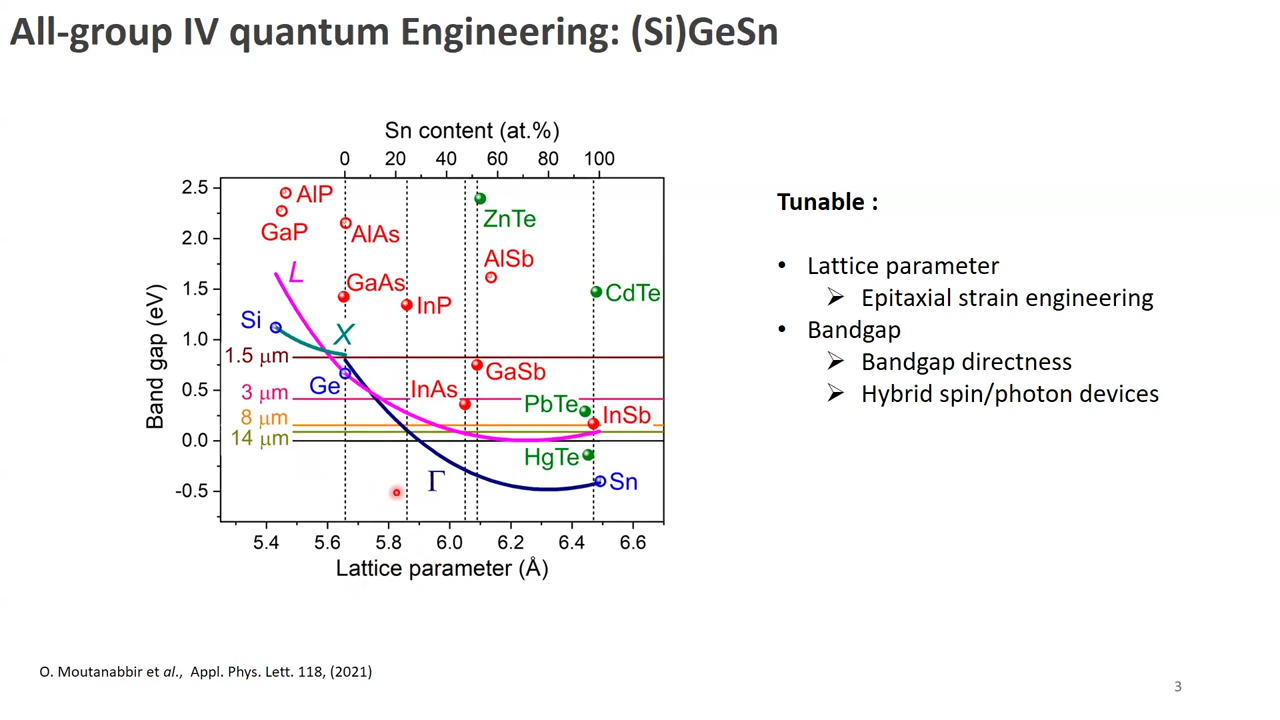 All-group IV quantum Engineering: (Si)GeSn
Sn content (at.%)
0 20 40 60 80 100
Band gap (eV)
2.5
2.0
1.5
1.0
0.5
0.0
-0.5
AlP
GaP
AlAs
ZnTe
AlSb
L
GaAs
InP
CdTe
Si
X
1.5 μm
Ge
GaSb
InAs
3 μm
PbTe
InSb
8 μm
14 μm
HgTe
Γ
Sn
5.4 5.6 5.8 6.0 6.2 6.4 6.6
Lattice parameter (Å)
Tunable :
• Lattice parameter
➢ Epitaxial strain engineering
• Bandgap
➢ Bandgap directness
➢ Hybrid spin/photon devices
O. Moutanabbir et al., Appl. Phys. Lett. 118, (2021)
3